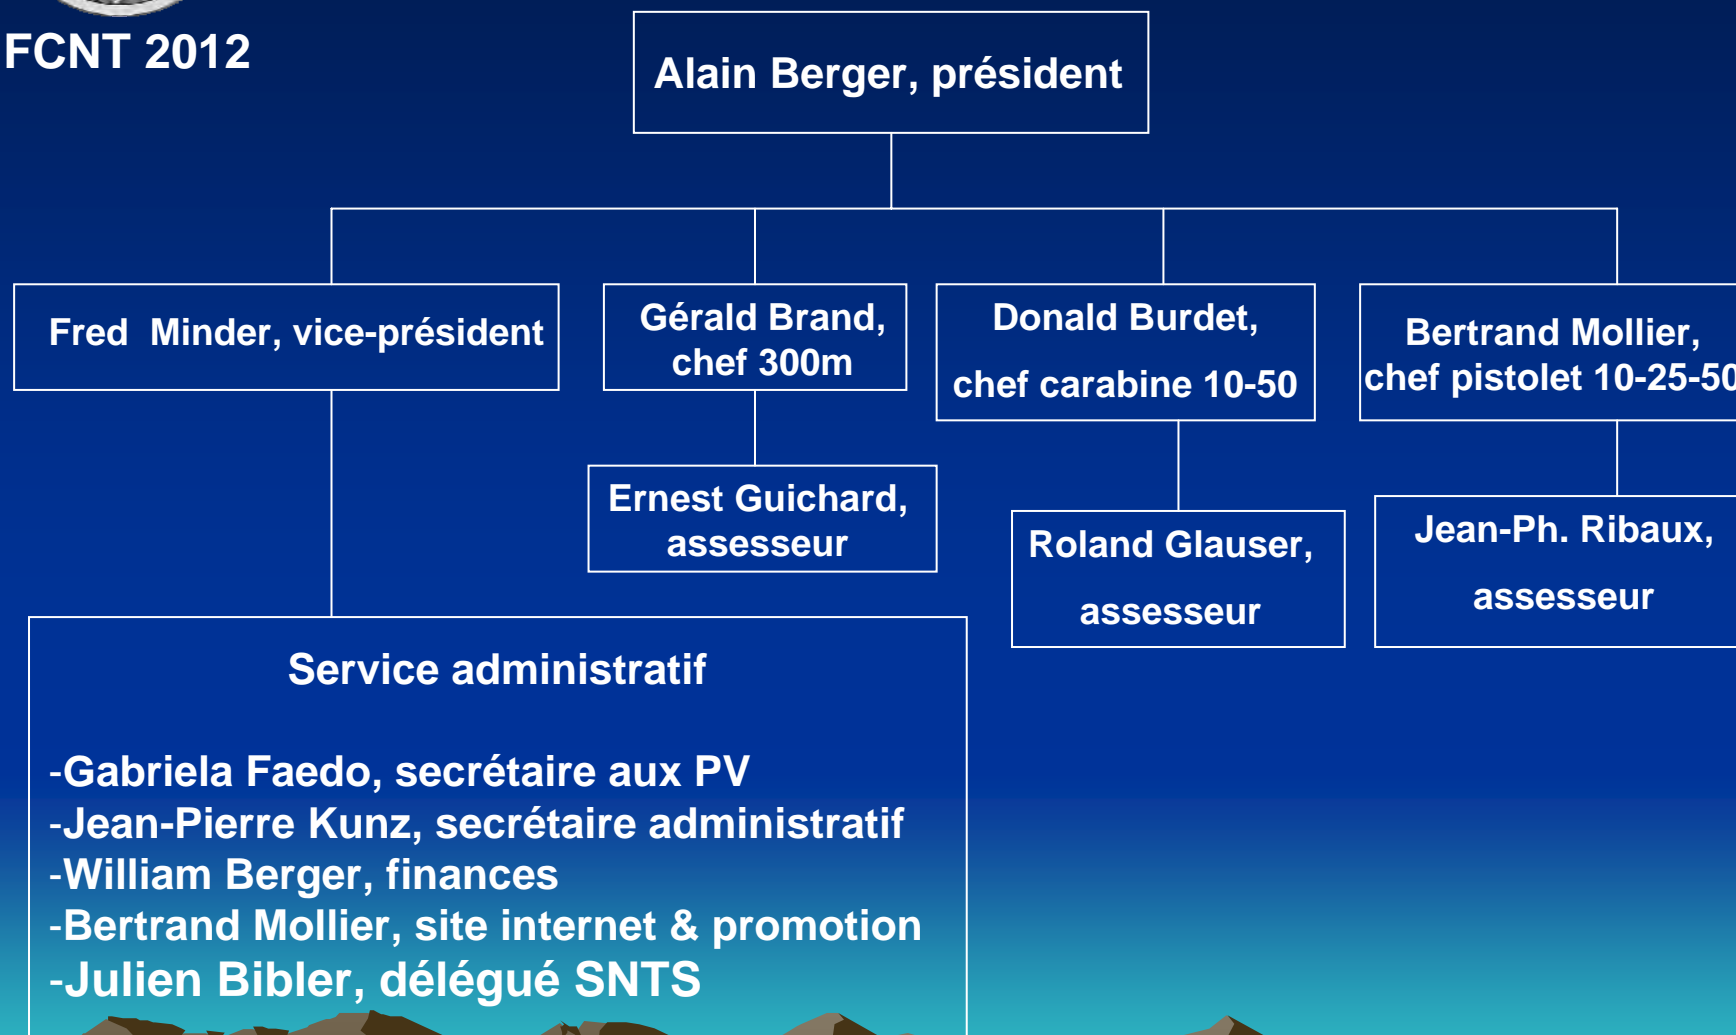 FCNT 2012
Alain Berger, président
Fred  Minder, vice-président
Gérald Brand,
chef 300m
Donald Burdet,
chef carabine 10-50
Bertrand Mollier,
chef pistolet 10-25-50
Ernest Guichard,
assesseur
Roland Glauser,
assesseur
Jean-Ph. Ribaux,
assesseur
Service administratif
-Gabriela Faedo, secrétaire aux PV
-Jean-Pierre Kunz, secrétaire administratif
-William Berger, finances
-Bertrand Mollier, site internet & promotion
-Julien Bibler, délégué SNTS